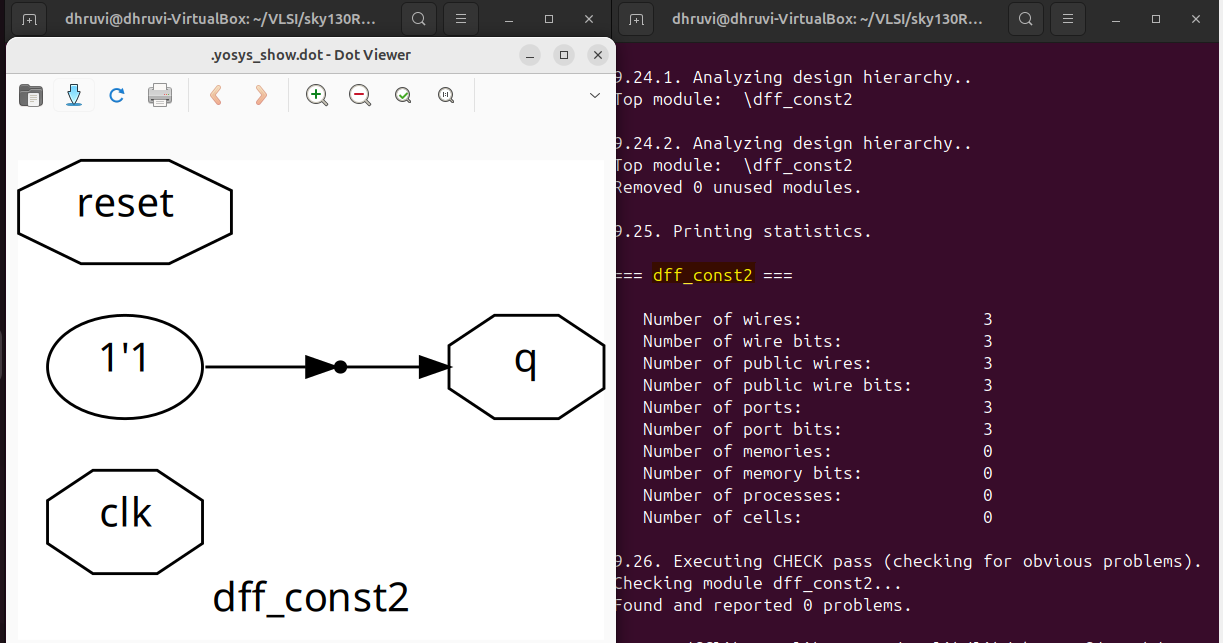 dhruvi@dhruvi-VirtualBox: ~/VLSI/sky130R...
.yosys_show.dot - Dot Viewer
reset
1'1
q
clk
dff_const2
dhruvi@dhruvi-VirtualBox: ~/VLSI/sky130R...
9.24.1. Analyzing design hierarchy..
Top module:  \dff_const2
9.24.2. Analyzing design hierarchy..
Top module:  \dff_const2
Removed 0 unused modules.
9.25. Printing statistics.
=== dff_const2 ===
Number of wires: 3
Number of wire bits: 3
Number of public wires: 3
Number of public wire bits: 3
Number of ports: 3
Number of port bits: 3
Number of memories: 0
Number of memory bits: 0
Number of processes: 0
Number of cells: 0
9.26. Executing CHECK pass (checking for obvious problems).
Checking module dff_const2...
Found and reported 0 problems.